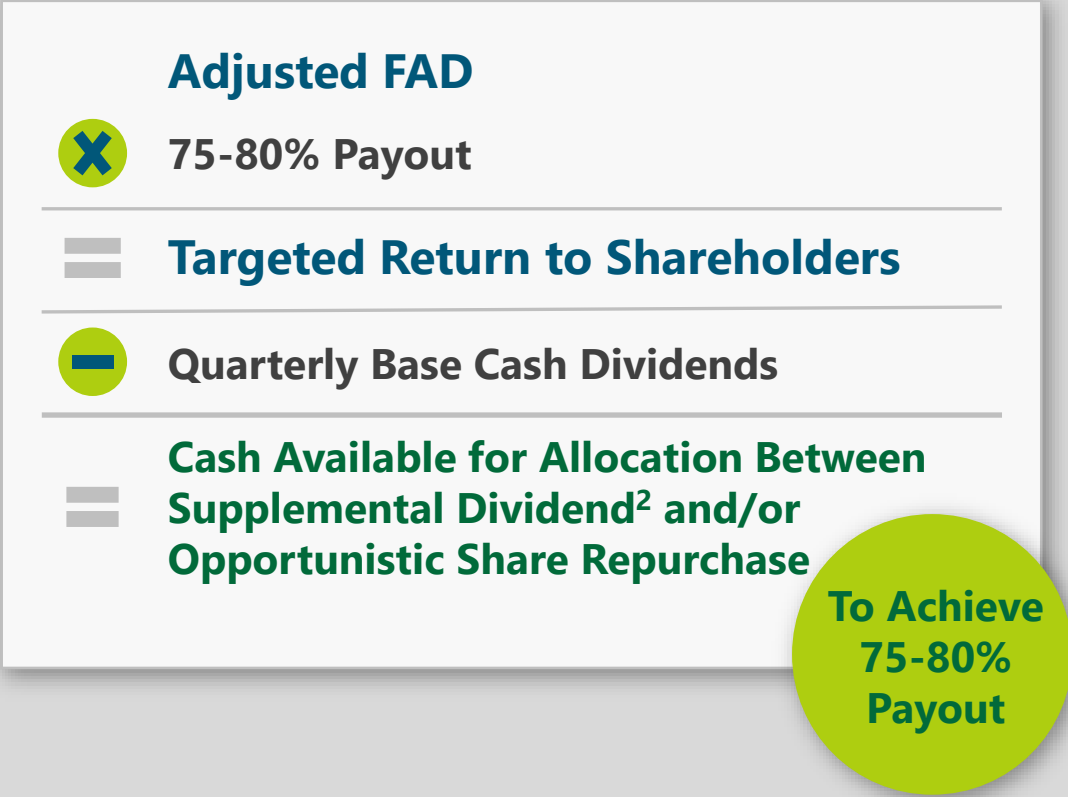 Adjusted FAD
75-80% Payout
Targeted Return to Shareholders
Quarterly Base Cash Dividends
Cash Available for Allocation Between
Supplemental Dividend² and/or
Opportunistic Share Repurchase
To Achieve
75-80%
Payout